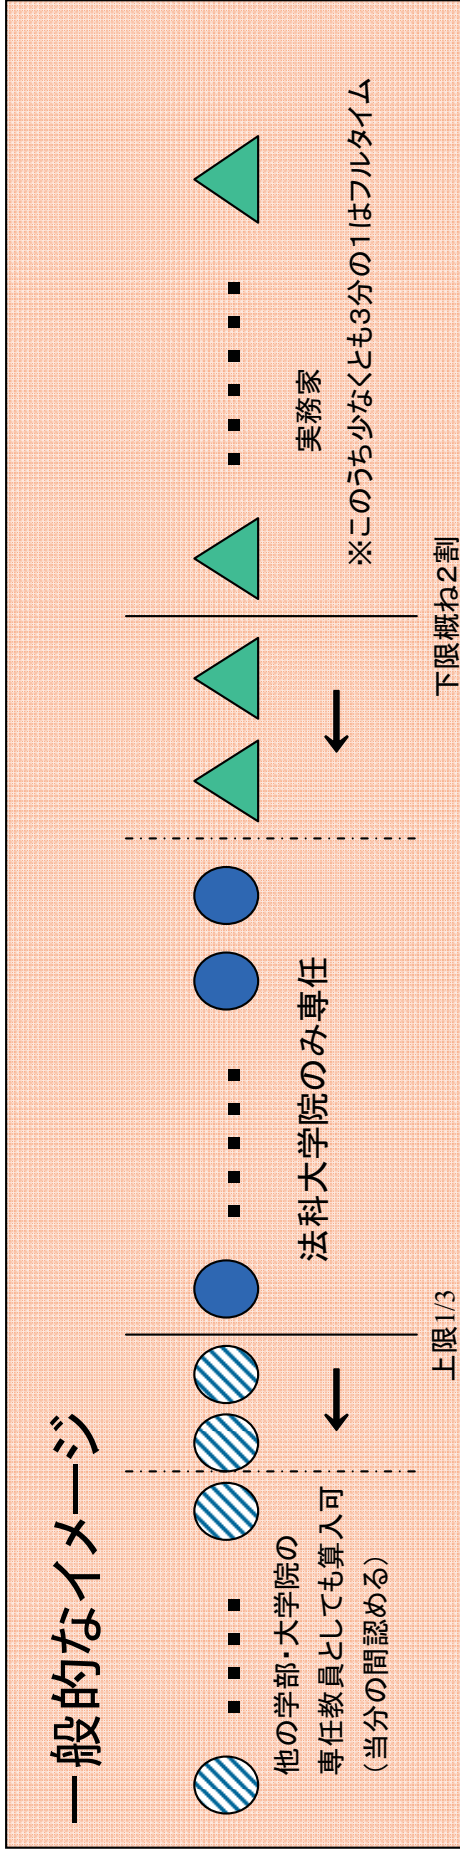 一般的なイメージ
他の学部・大学院の
専任教員としても算入可
(当分の間認める)
上限1/3
法科大学院のみ専任
下限概ね2割
実務家
※このうち少なくとも3分の1はフルタイム